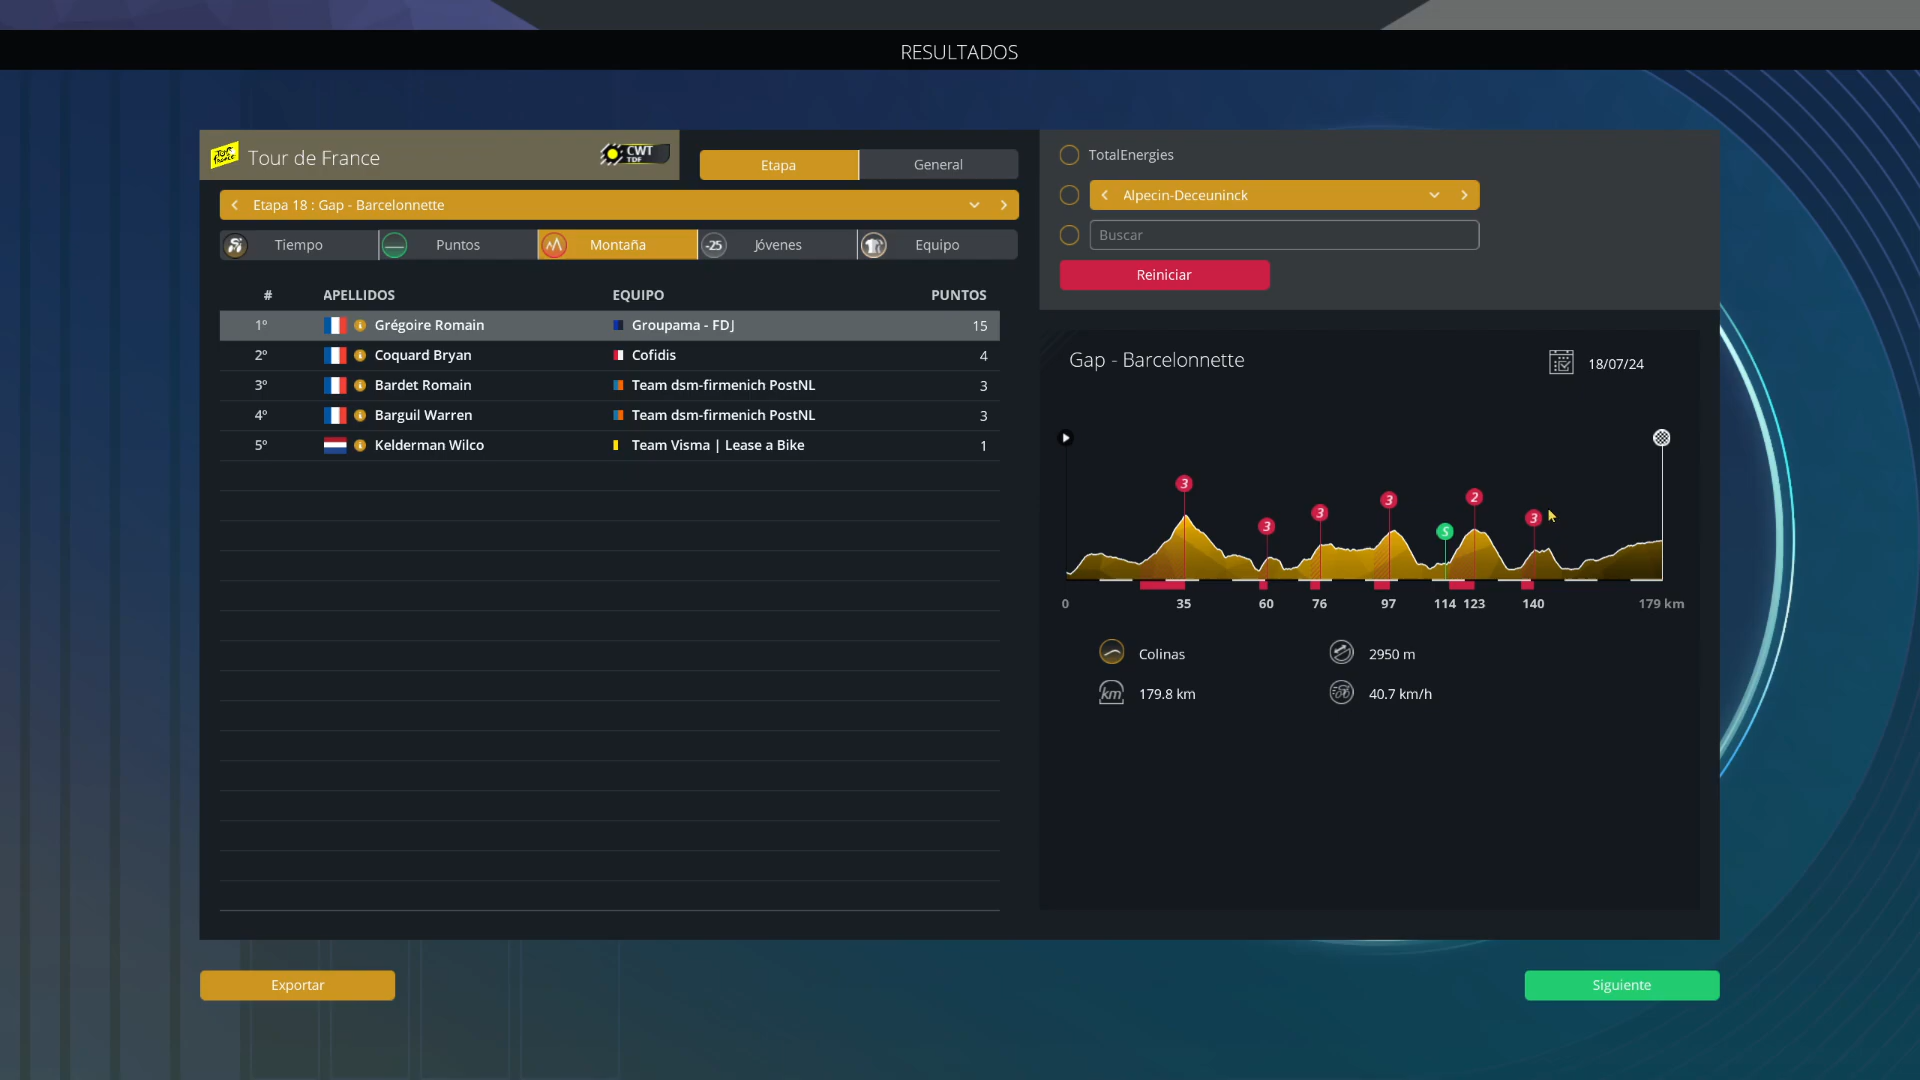 RESULTADOS
Tour de France
CWT
TDF
Etapa
General
Etapa 18 : Gap - Barcelonnette
Tiempo
Puntos
Montaña
-25
Jóvenes
Equipo
# APELLIDOS EQUIPO PUNTOS
1º Grégoire Romain Groupama - FDJ 15
2º Coquard Bryan Cofidis 4
3º Bardet Romain Team dsm-firmenich PostNL 3
4º Barguil Warren Team dsm-firmenich PostNL 3
5º Kelderman Wilco Team Visma | Lease a Bike 1
TotalEnergies
Alpecin-Deceuninck
Buscar
Reiniciar
Gap - Barcelonnette
18/07/24
3 3 3 3 S 2 3
0 35 60 76 97 114 123 140 179 km
Colinas
2950 m
km 179.8 km
40.7 km/h
Exportar
Siguiente